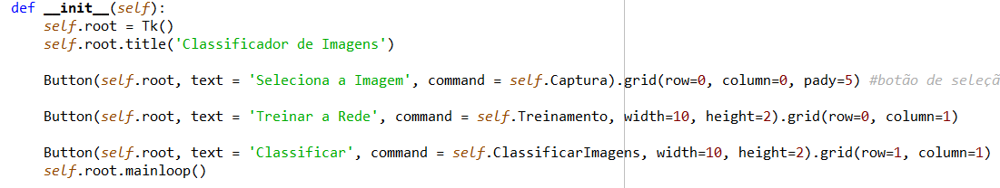 def __init__(self):
self.root = Tk()
self.root.title('Classificador de Imagens')
Button(self.root, text = 'Seleciona a Imagem', command = self.Captura).grid(row=0, column=0, pady=5) #botão de seleçã
Button(self.root, text = 'Treinar a Rede', command = self.Treinamento, width=10, height=2).grid(row=0, column=1)
Button(self.root, text = 'Classificar', command = self.ClassificarImagens, width=10, height=2).grid(row=1, column=1)
self.root.mainloop()